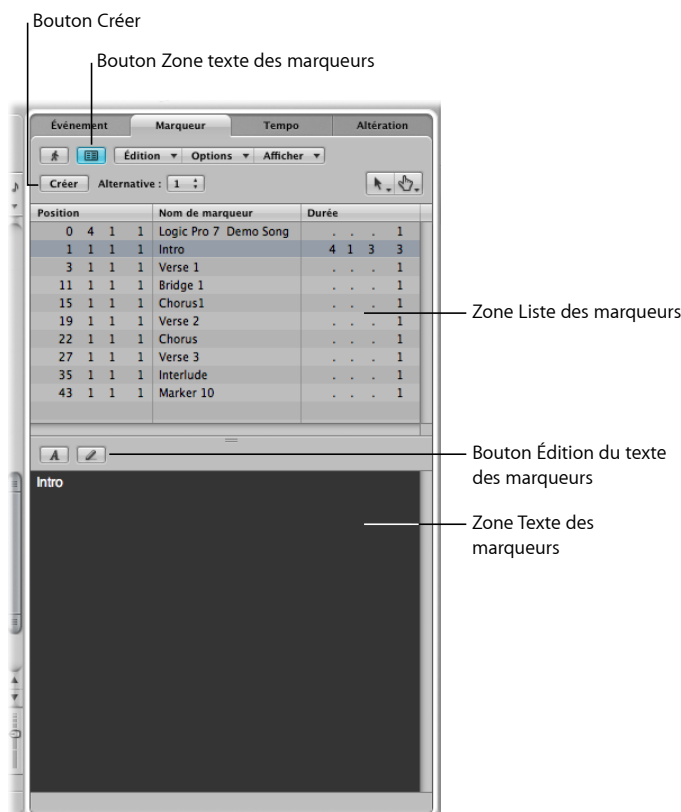 Bouton Créer
Bouton Zone texte des marqueurs
Événement Marqueur Tempo Altération
Édition Options Afficher
Créer Alternative : 1
Position Nom de marqueur Durée
0 4 1 1 Logic Pro 7 Demo Song . . . 1
1 1 1 1 Intro 4 1 3 3
3 1 1 1 Verse 1 . . . 1
11 1 1 1 Bridge 1 . . . 1
15 1 1 1 Chorus1 . . . 1
19 1 1 1 Verse 2 . . . 1
22 1 1 1 Chorus . . . 1
27 1 1 1 Verse 3 . . . 1
35 1 1 1 Interlude . . . 1
43 1 1 1 Marker 10 . . . 1
Zone Liste des marqueurs
A
Bouton Édition du texte
des marqueurs
Intro
Zone Texte des
marqueurs